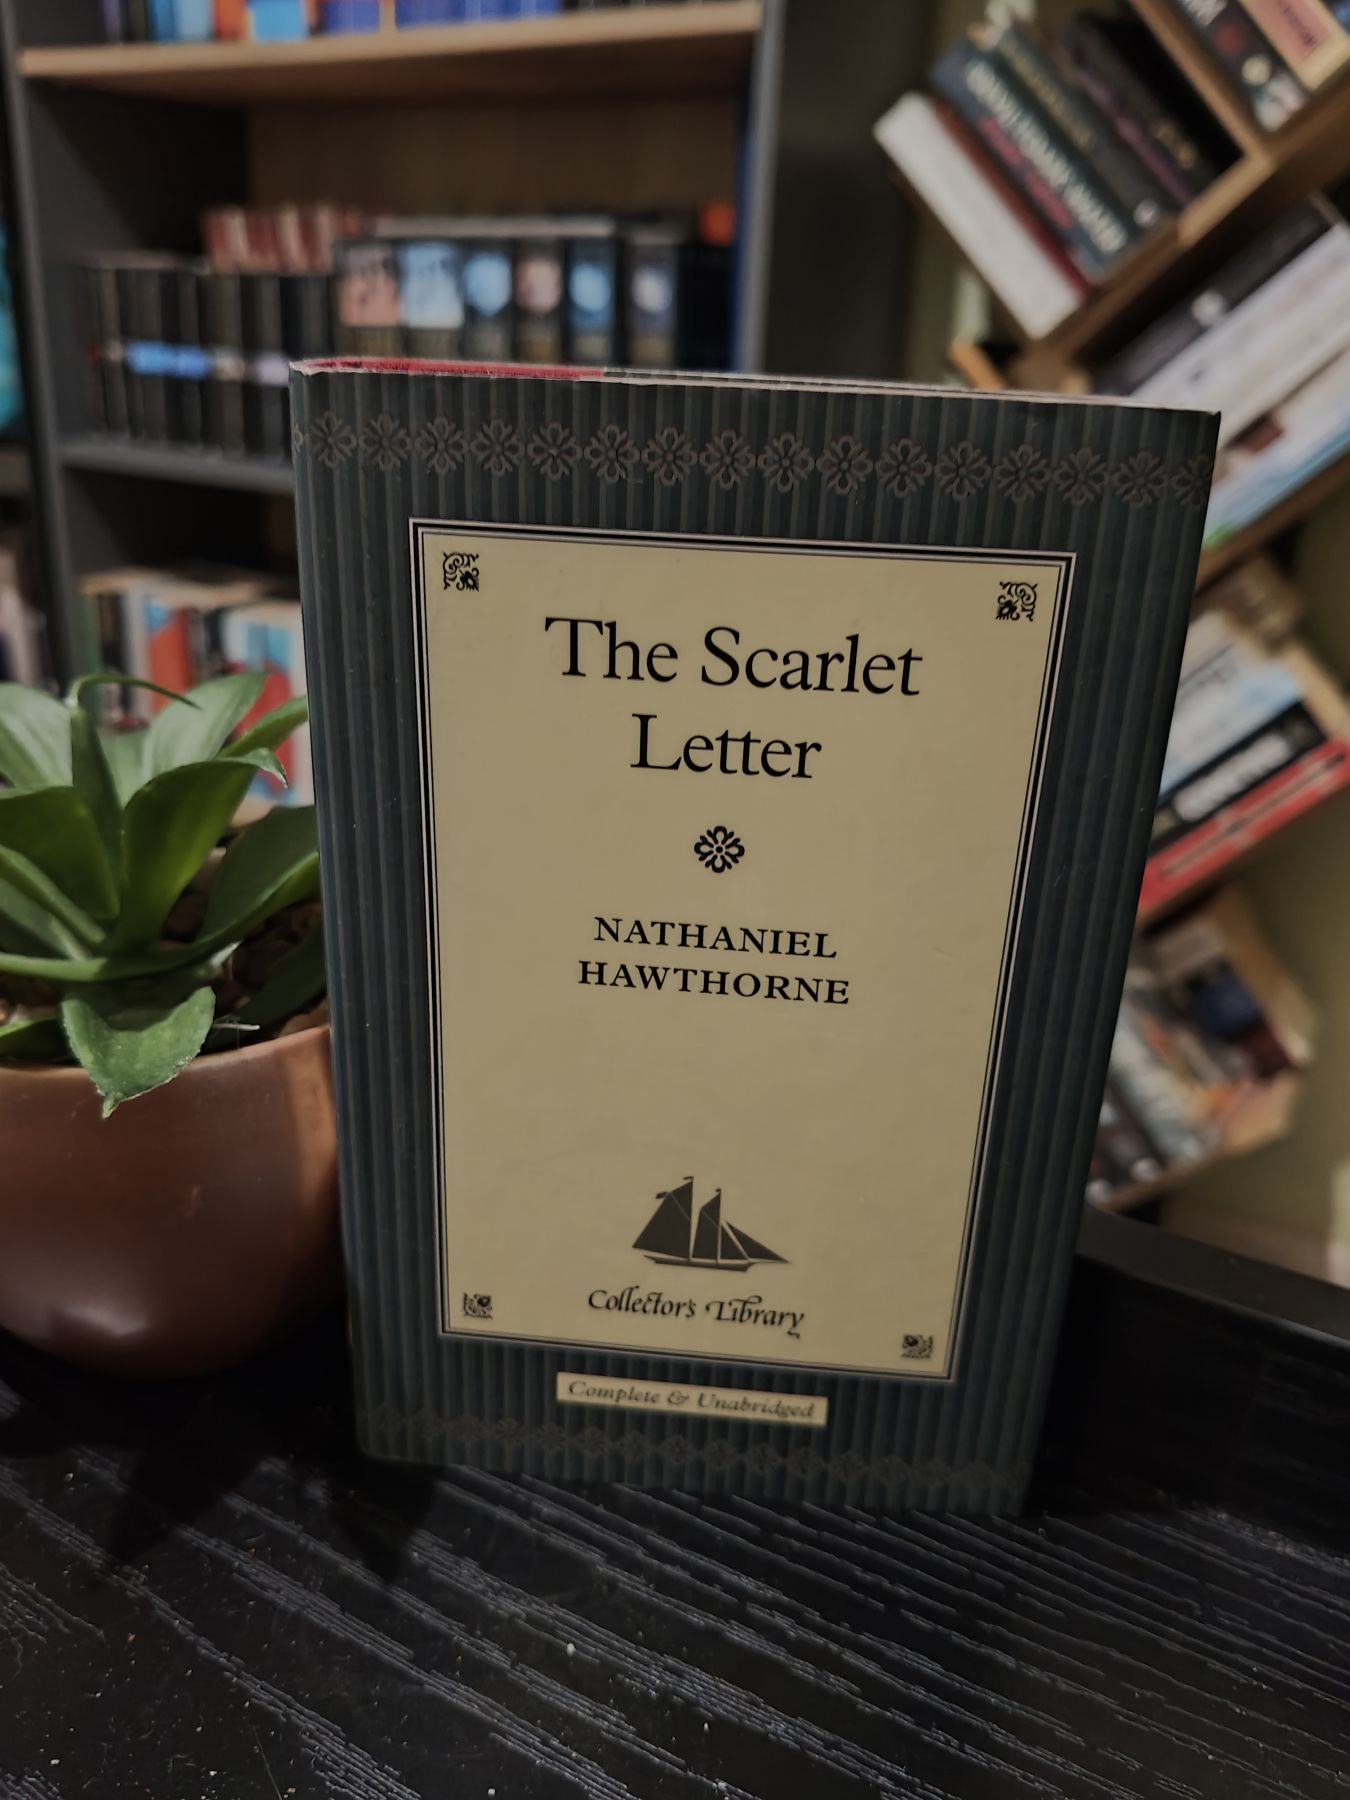 The Scarlet
Letter
NATHANIEL
HAWTHORNE
Collector's Library
Complete & Unabridged